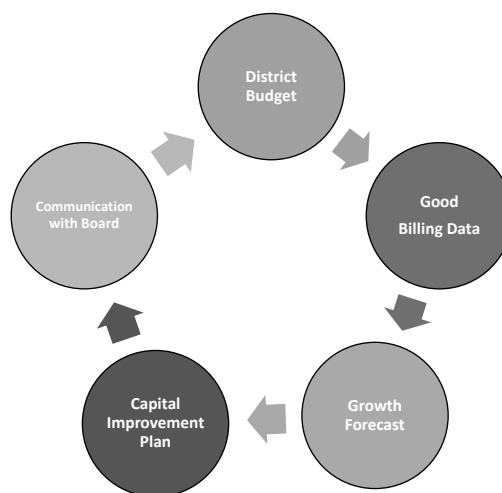 District
Budget
Good
Billing Data
Growth
Forecast
Capital
Improvement
Plan
Communication
with Board